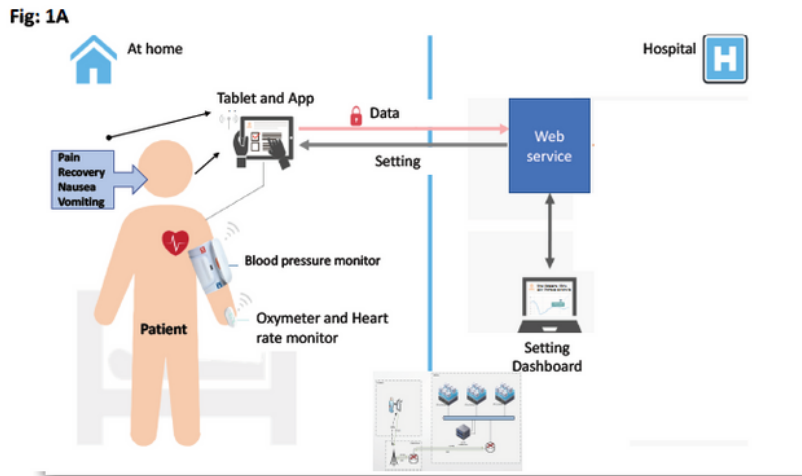 Fig: 1A
At home
Hospital
H
Tablet and App
Data
Web
service
Setting
Pain
Recovery
Nausea
Vomiting
Blood pressure monitor
Oxymeter and Heart
rate monitor
Patient
Setting
Dashboard